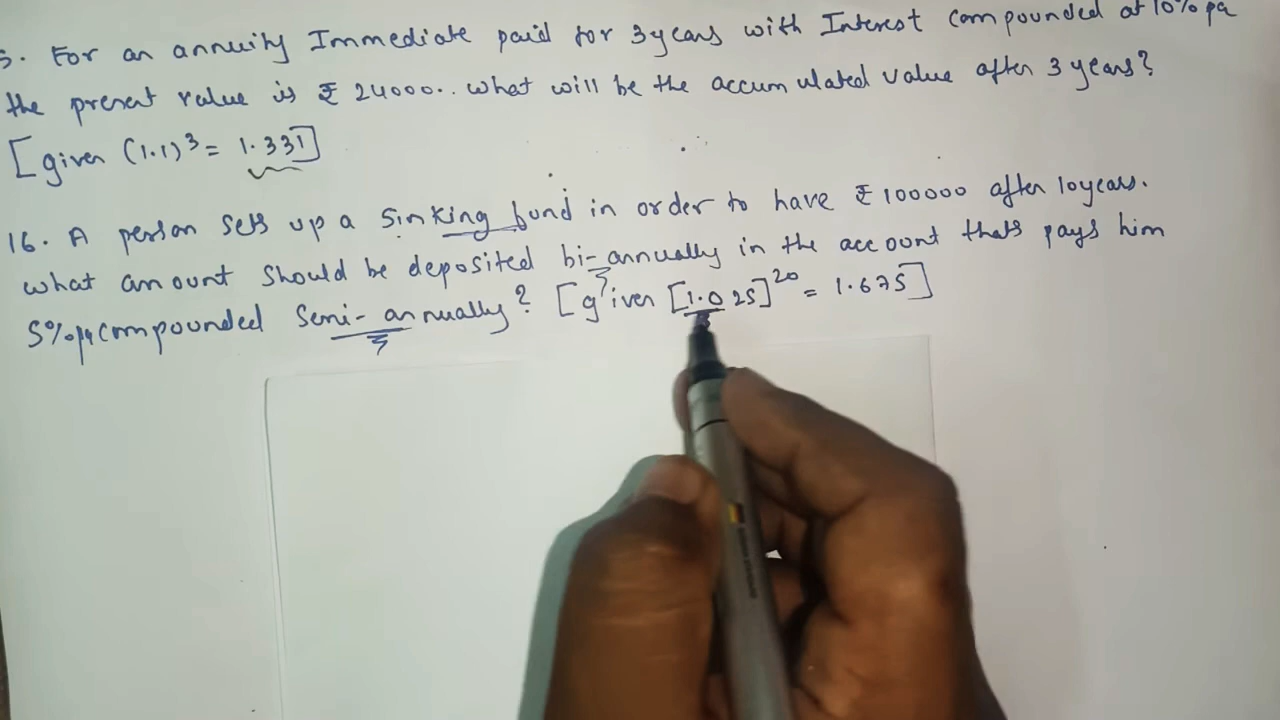 5. For an annuity Immediate paid for 3 years with Interest compounded at 10% pa
the present value is ₹ 24000.. what will be the accumulated value after 3 years?
[given (1.1)³ = 1.331]
16. A person sets up a sinking fund in order to have ₹ 100000 after 10 years.
what amount should be deposited bi-annually in the account thats pays him
5% pa compounded Semi-annually? [given [1.025]²⁰ = 1.675]